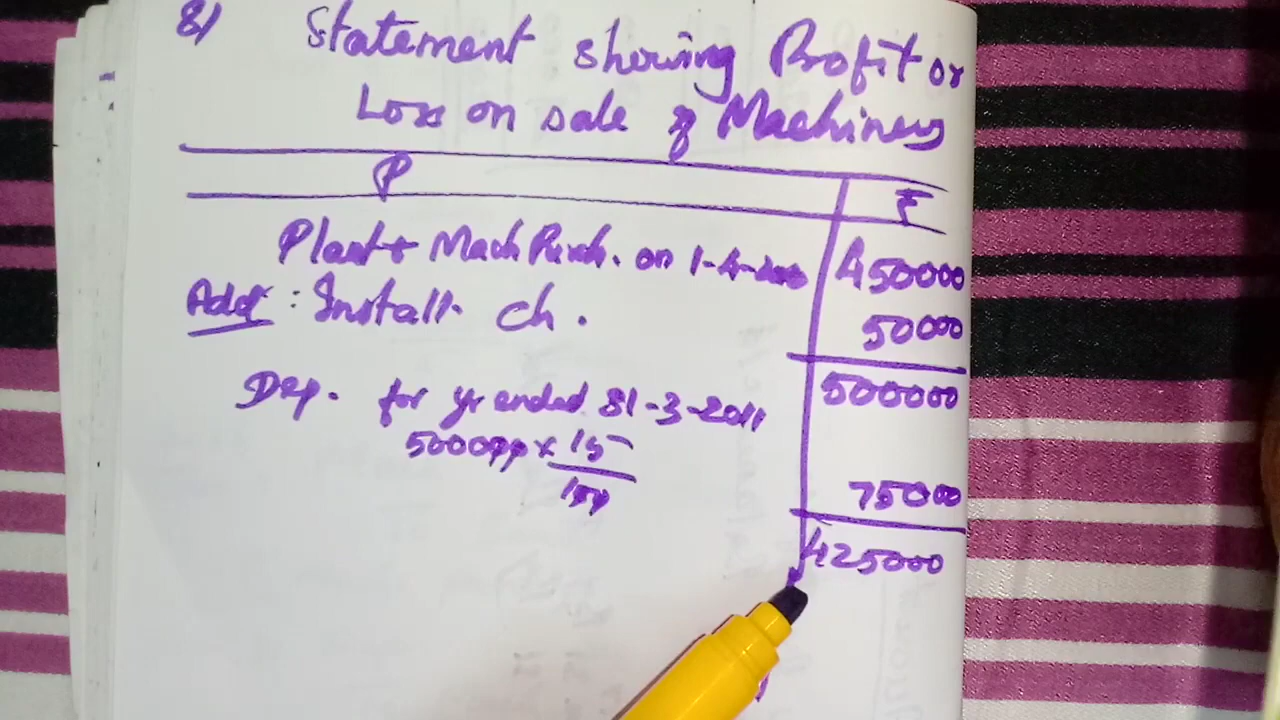 8) Statement showing Profit or
Loss on sale of Machinery
P ₹
Plant + Mach Purch. on 1-4-2010 450000
Add : Install. ch. 50000
500000
Dep. for yr ended 31-3-2011
500000 x 15
100 75000
425000